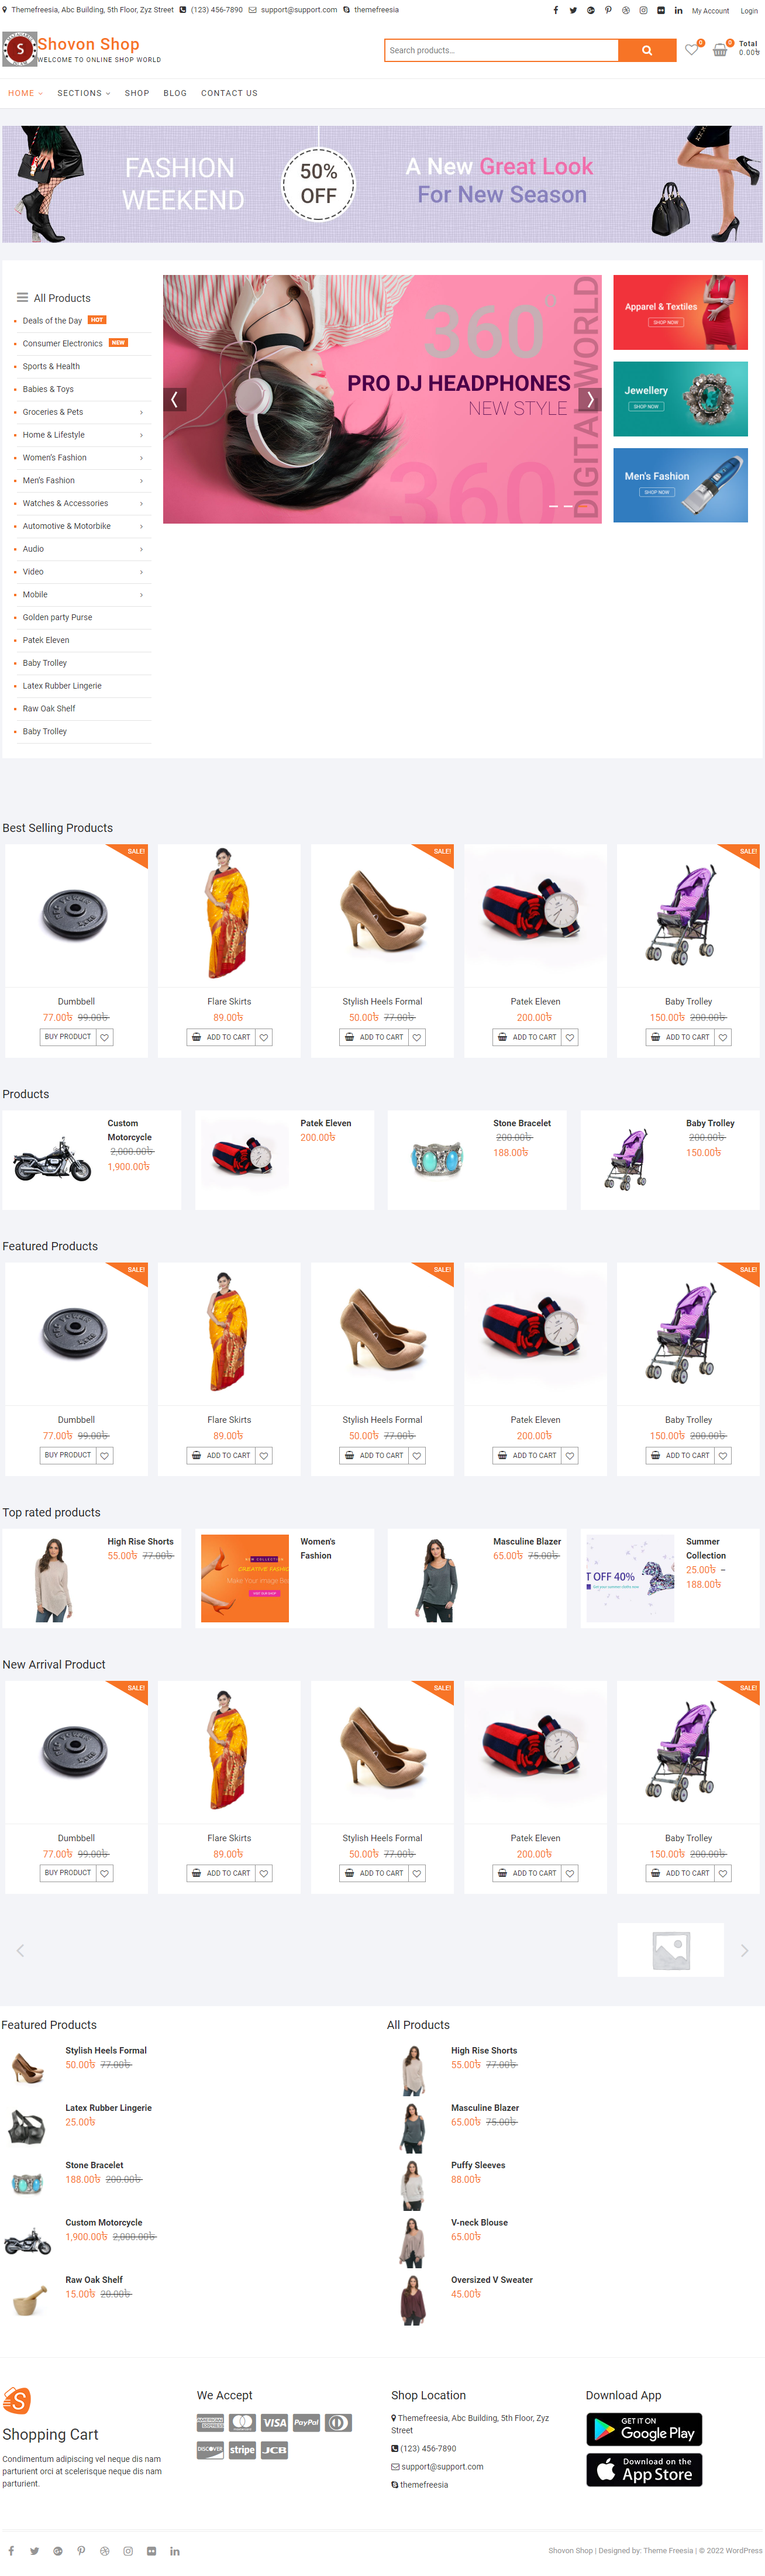 Themefreesia, Abc Building, 5th Floor, Zyz Street (123) 456-7890 support@support.com themefreesia My Account Login
Shovon Shop
WELCOME TO ONLINE SHOP WORLD
Search products...
0 0 Total
0.00৳
HOME SECTIONS SHOP BLOG CONTACT US
FASHION
WEEKEND
50%
OFF
A New Great Look
For New Season
All Products
Deals of the Day HOT
Consumer Electronics NEW
Sports & Health
Babies & Toys
Groceries & Pets
Home & Lifestyle
Women's Fashion
Men's Fashion
Watches & Accessories
Automotive & Motorbike
Audio
Video
Mobile
Golden party Purse
Patek Eleven
Baby Trolley
Latex Rubber Lingerie
Raw Oak Shelf
Baby Trolley
360
PRO DJ HEADPHONES
NEW STYLE
360
DIGITAL WORLD
Apparel & Textiles
SHOP NOW
Jewellery
SHOP NOW
Men's Fashion
SHOP NOW
Best Selling Products
SALE! SALE! SALE!
Dumbbell Flare Skirts Stylish Heels Formal Patek Eleven Baby Trolley
77.00৳ 99.00৳ 89.00৳ 50.00৳ 77.00৳ 200.00৳ 150.00৳ 200.00৳
BUY PRODUCT ADD TO CART ADD TO CART ADD TO CART ADD TO CART
Products
Custom
Motorcycle
2,000.00৳
1,900.00৳
Patek Eleven
200.00৳
Stone Bracelet
200.00৳
188.00৳
Baby Trolley
200.00৳
150.00৳
Featured Products
SALE! SALE! SALE!
Dumbbell Flare Skirts Stylish Heels Formal Patek Eleven Baby Trolley
77.00৳ 99.00৳ 89.00৳ 50.00৳ 77.00৳ 200.00৳ 150.00৳ 200.00৳
BUY PRODUCT ADD TO CART ADD TO CART ADD TO CART ADD TO CART
Top rated products
High Rise Shorts
55.00৳ 77.00৳
NEW COLLECTION
CREATIVE FASHIO
Make Your Image Bo
Women's
Fashion
Masculine Blazer
65.00৳ 75.00৳
T OFF 40%
Summer
Collection
25.00৳ –
188.00৳
New Arrival Product
SALE! SALE! SALE!
Dumbbell Flare Skirts Stylish Heels Formal Patek Eleven Baby Trolley
77.00৳ 99.00৳ 89.00৳ 50.00৳ 77.00৳ 200.00৳ 150.00৳ 200.00৳
BUY PRODUCT ADD TO CART ADD TO CART ADD TO CART ADD TO CART
Featured Products
Stylish Heels Formal
50.00৳ 77.00৳
Latex Rubber Lingerie
25.00৳
Stone Bracelet
188.00৳ 200.00৳
Custom Motorcycle
1,900.00৳ 2,000.00৳
Raw Oak Shelf
15.00৳ 20.00৳
All Products
High Rise Shorts
55.00৳ 77.00৳
Masculine Blazer
65.00৳ 75.00৳
Puffy Sleeves
88.00৳
V-neck Blouse
65.00৳
Oversized V Sweater
45.00৳
S
Shopping Cart
Condimentum adipiscing vel neque dis nam
parturient orci at scelerisque neque dis nam
parturient.
We Accept
AMERICAN EXPRESS MasterCard VISA PayPal
DISCOVER stripe JCB
Shop Location
Themefreesia, Abc Building, 5th Floor, Zyz
Street
(123) 456-7890
support@support.com
themefreesia
Download App
GET IT ON
Google Play
Download on the
App Store
Shovon Shop | Designed by: Theme Freesia | © 2022 WordPress